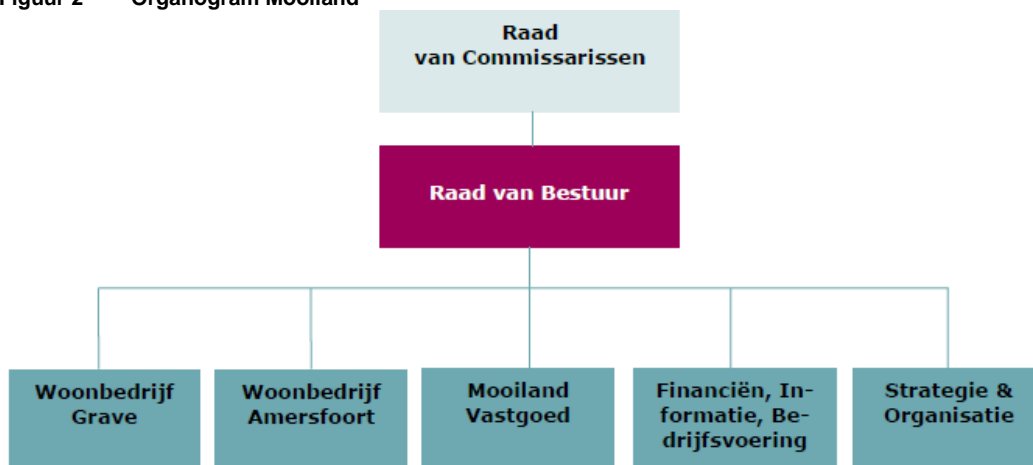 Figuur 2 Organogram Mooiland
Raad
van Commissarissen
Raad van Bestuur
Woonbedrijf
Grave
Woonbedrijf
Amersfoort
Mooiland
Vastgoed
Financiën, In-
formatie, Be-
drijfsvoering
Strategie &
Organisatie